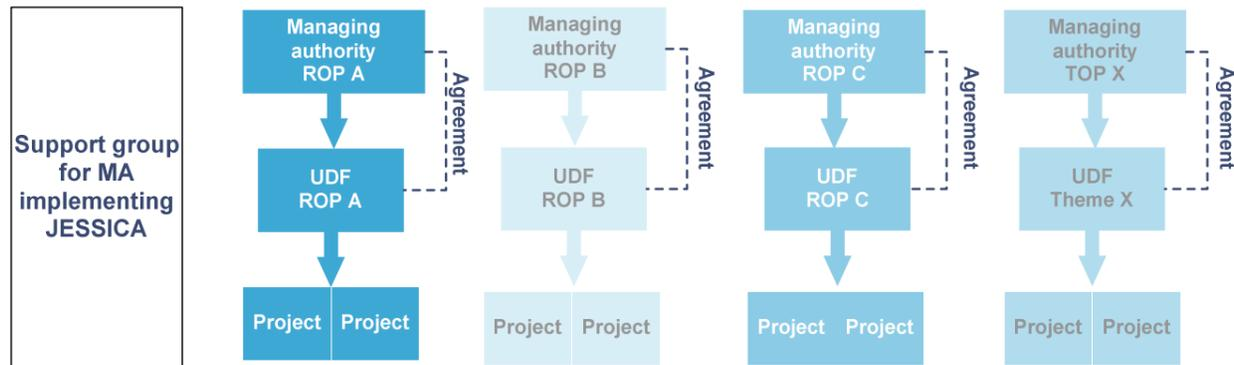 Support group
for MA
implementing
JESSICA
Managing
authority
ROP A
Agreement
UDF
ROP A
Project
Project
Managing
authority
ROP B
Agreement
UDF
ROP B
Project
Project
Managing
authority
ROP C
Agreement
UDF
ROP C
Project
Project
Managing
authority
TOP X
Agreement
UDF
Theme X
Project
Project